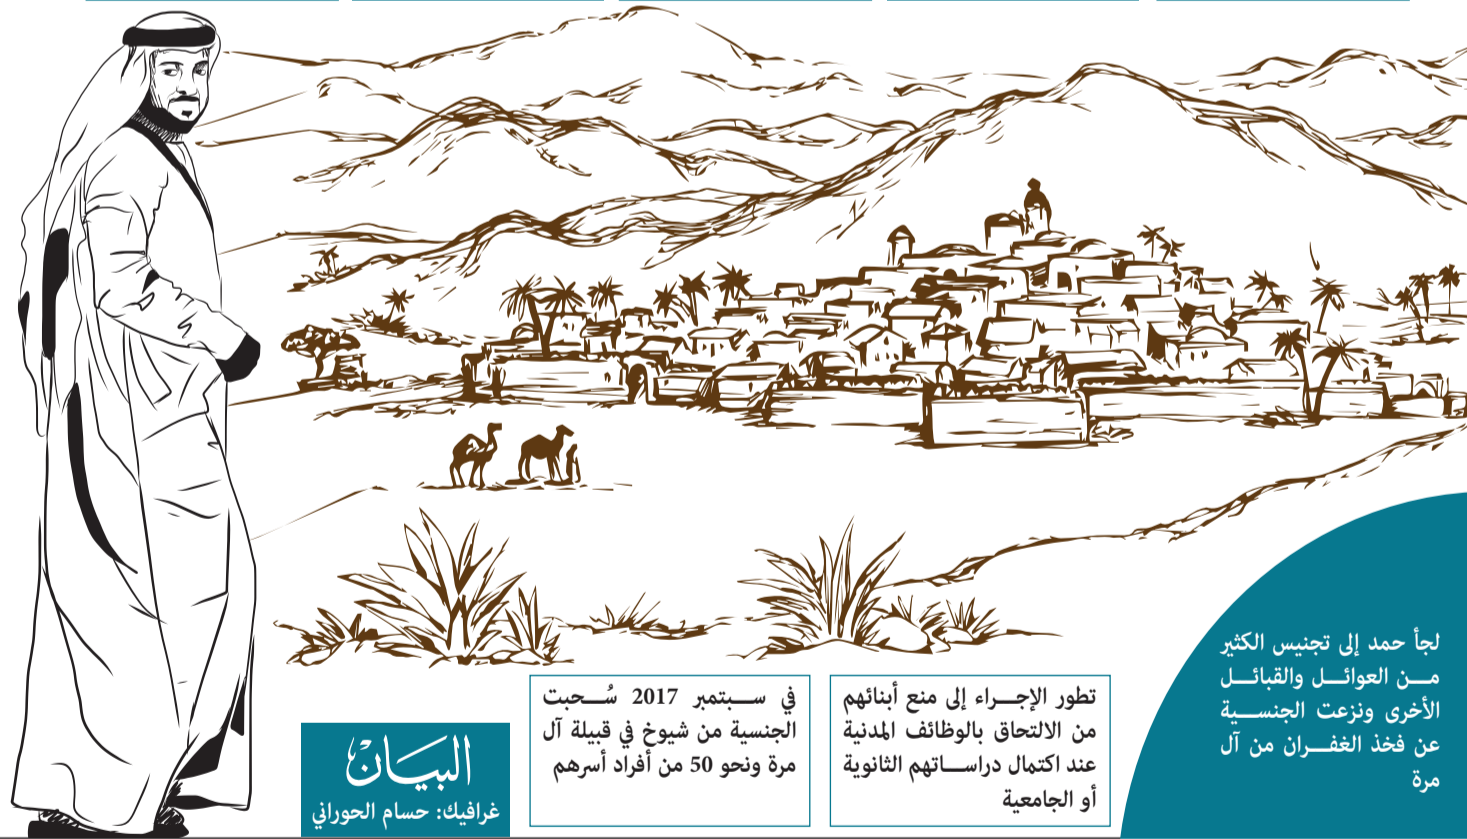 لجأ حمد إلى تجنيس الكثير
من العوائل والقبائل
الأخرى ونزعت الجنسية
عن فخذ الغفران من آل
مرة
تطور الإجراء إلى منع أبنائهم
من الالتحاق بالوظائف المدنية
عند اكتمال دراساتهم الثانوية
أو الجامعية
في سبتمبر 2017 سُحبت
الجنسية من شيوخ في قبيلة آل
مرة ونحو 50 من أفراد أسرهم
البيان
غرافيك: حسام الحوراني